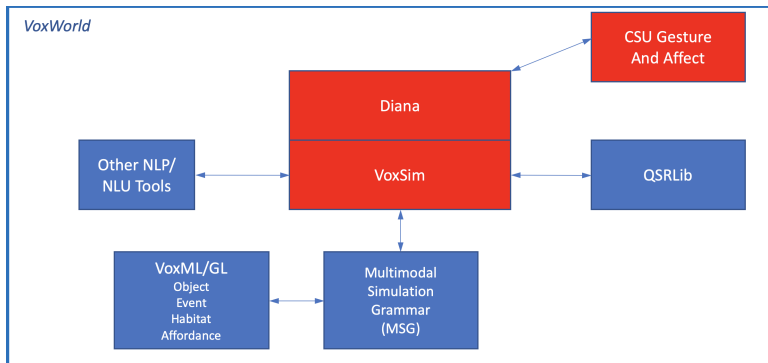 VoxWorld
CSU Gesture
And Affect
Diana
Other NLP/
NLU Tools
VoxSim
QSRLib
VoxML/GL
Object
Event
Habitat
Affordance
Multimodal
Simulation
Grammar
(MSG)